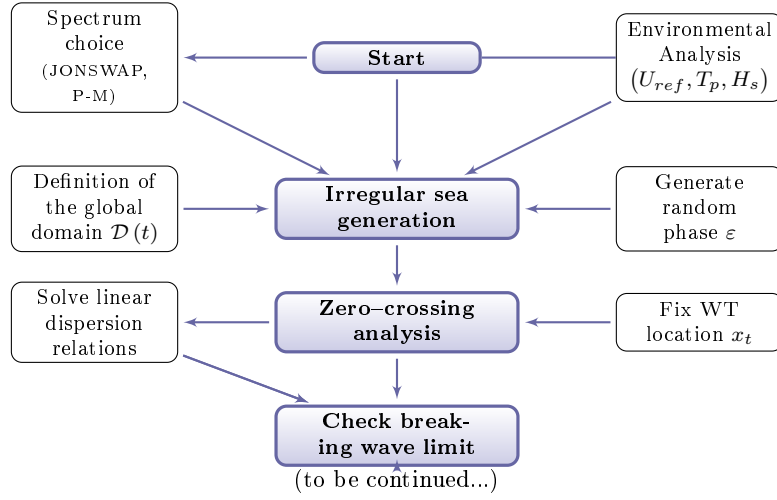 Spectrum
choice
(JONSWAP,
P-M)
Start
Environmental
Analysis
(U_ref, T_p, H_s)
Definition of
the global
domain 𝒟(t)
Irregular sea
generation
Generate
random
phase ε
Solve linear
dispersion
relations
Zero–crossing
analysis
Fix WT
location x_t
Check break-
ing wave limit
(to be continued...)